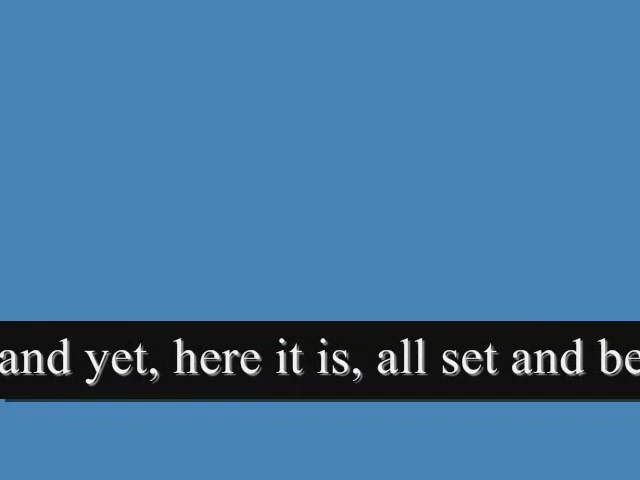 and yet, here it is, all set and be